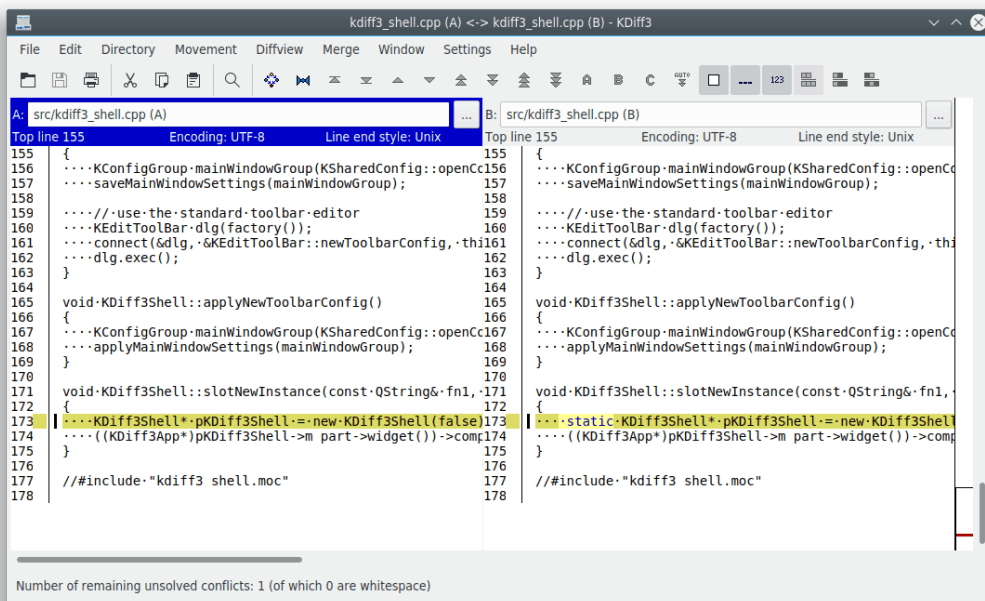 kdiff3_shell.cpp (A) <-> kdiff3_shell.cpp (B) - KDiff3
File Edit Directory Movement Diffview Merge Window Settings Help
A B C AUTO 123
A: src/kdiff3_shell.cpp (A) ... B: src/kdiff3_shell.cpp (B) ...
Top line 155 Encoding: UTF-8 Line end style: Unix Top line 155 Encoding: UTF-8 Line end style: Unix
155 { 155 {
156 ····KConfigGroup·mainWindowGroup(KSharedConfig::openCo 156 ····KConfigGroup·mainWindowGroup(KSharedConfig::openCo
157 ····saveMainWindowSettings(mainWindowGroup); 157 ····saveMainWindowSettings(mainWindowGroup);
158 158
159 ····//·use·the·standard·toolbar·editor 159 ····//·use·the·standard·toolbar·editor
160 ····KEditToolBar·dlg(factory()); 160 ····KEditToolBar·dlg(factory());
161 ····connect(&dlg,·&KEditToolBar::newToolbarConfig,·thi 161 ····connect(&dlg,·&KEditToolBar::newToolbarConfig,·thi
162 ····dlg.exec(); 162 ····dlg.exec();
163 } 163 }
164 164
165 void·KDiff3Shell::applyNewToolbarConfig() 165 void·KDiff3Shell::applyNewToolbarConfig()
166 { 166 {
167 ····KConfigGroup·mainWindowGroup(KSharedConfig::openCo 167 ····KConfigGroup·mainWindowGroup(KSharedConfig::openCo
168 ····applyMainWindowSettings(mainWindowGroup); 168 ····applyMainWindowSettings(mainWindowGroup);
169 } 169 }
170 170
171 void·KDiff3Shell::slotNewInstance(const·QString&·fn1,· 171 void·KDiff3Shell::slotNewInstance(const·QString&·fn1,·
172 { 172 {
173 ····KDiff3Shell*·pKDiff3Shell·=·new·KDiff3Shell(false) 173 ····static·KDiff3Shell*·pKDiff3Shell·=·new·KDiff3Shell
174 ····((KDiff3App*)pKDiff3Shell->m part->widget())->comp 174 ····((KDiff3App*)pKDiff3Shell->m part->widget())->comp
175 } 175 }
176 176
177 //#include·"kdiff3 shell.moc" 177 //#include·"kdiff3 shell.moc"
178 178
Number of remaining unsolved conflicts: 1 (of which 0 are whitespace)